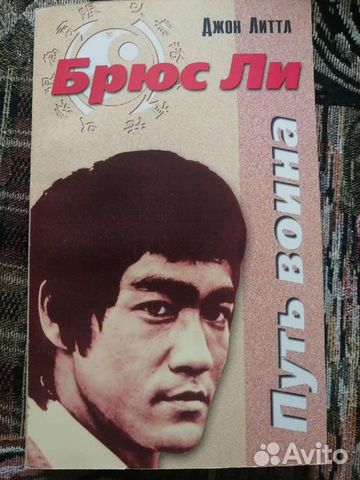 Джон Литтл
Брюс Ли
Путь воина
Avito